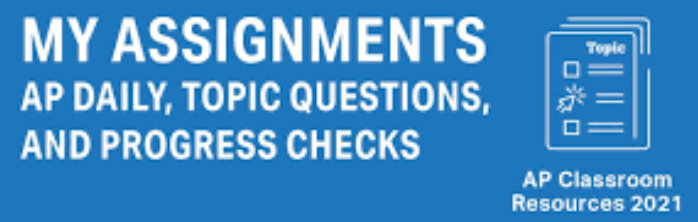 MY ASSIGNMENTS
AP DAILY, TOPIC QUESTIONS,
AND PROGRESS CHECKS
Topic
AP Classroom
Resources 2021